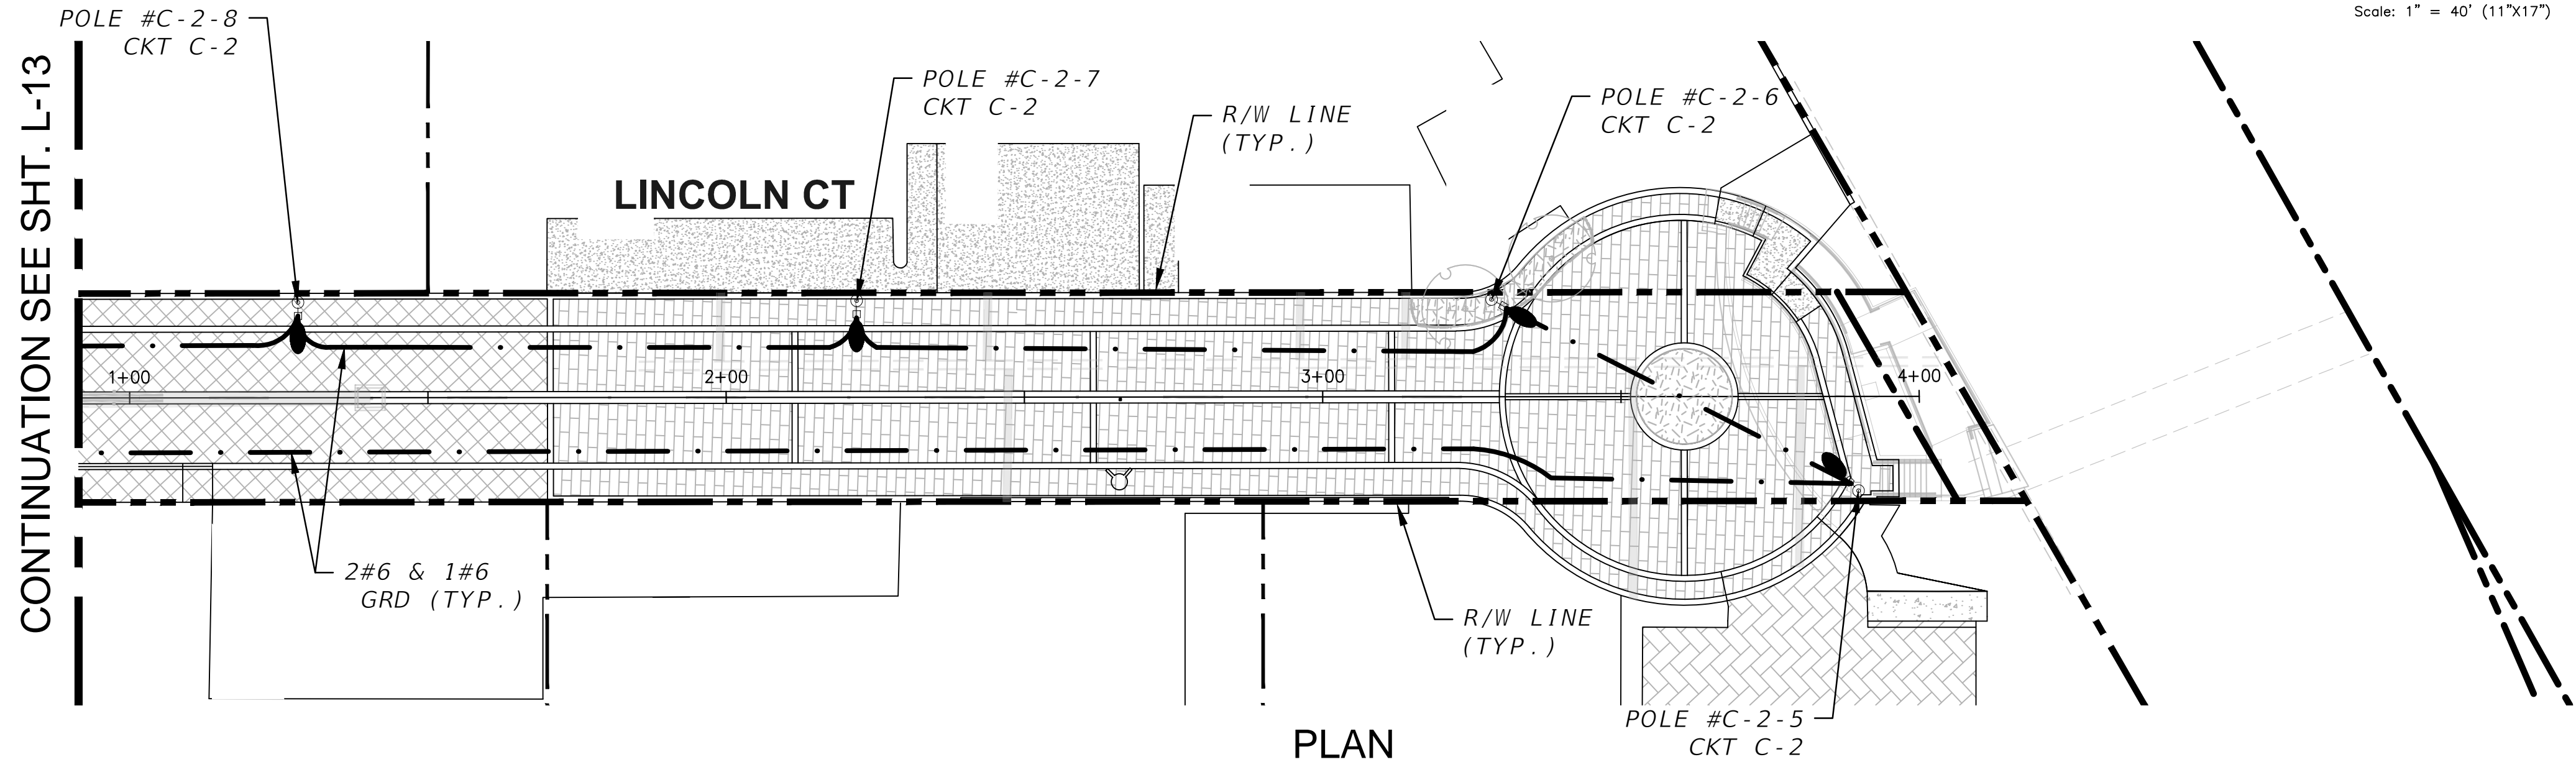 Scale: 1" = 40' (11"X17")
POLE #C-2-8
CKT C-2
POLE #C-2-7
CKT C-2
R/W LINE
(TYP.)
POLE #C-2-6
CKT C-2
CONTINUATION SEE SHT. L-13
LINCOLN CT
1+00
2+00
3+00
4+00
2#6 & 1#6
GRD (TYP.)
R/W LINE
(TYP.)
POLE #C-2-5
CKT C-2
PLAN